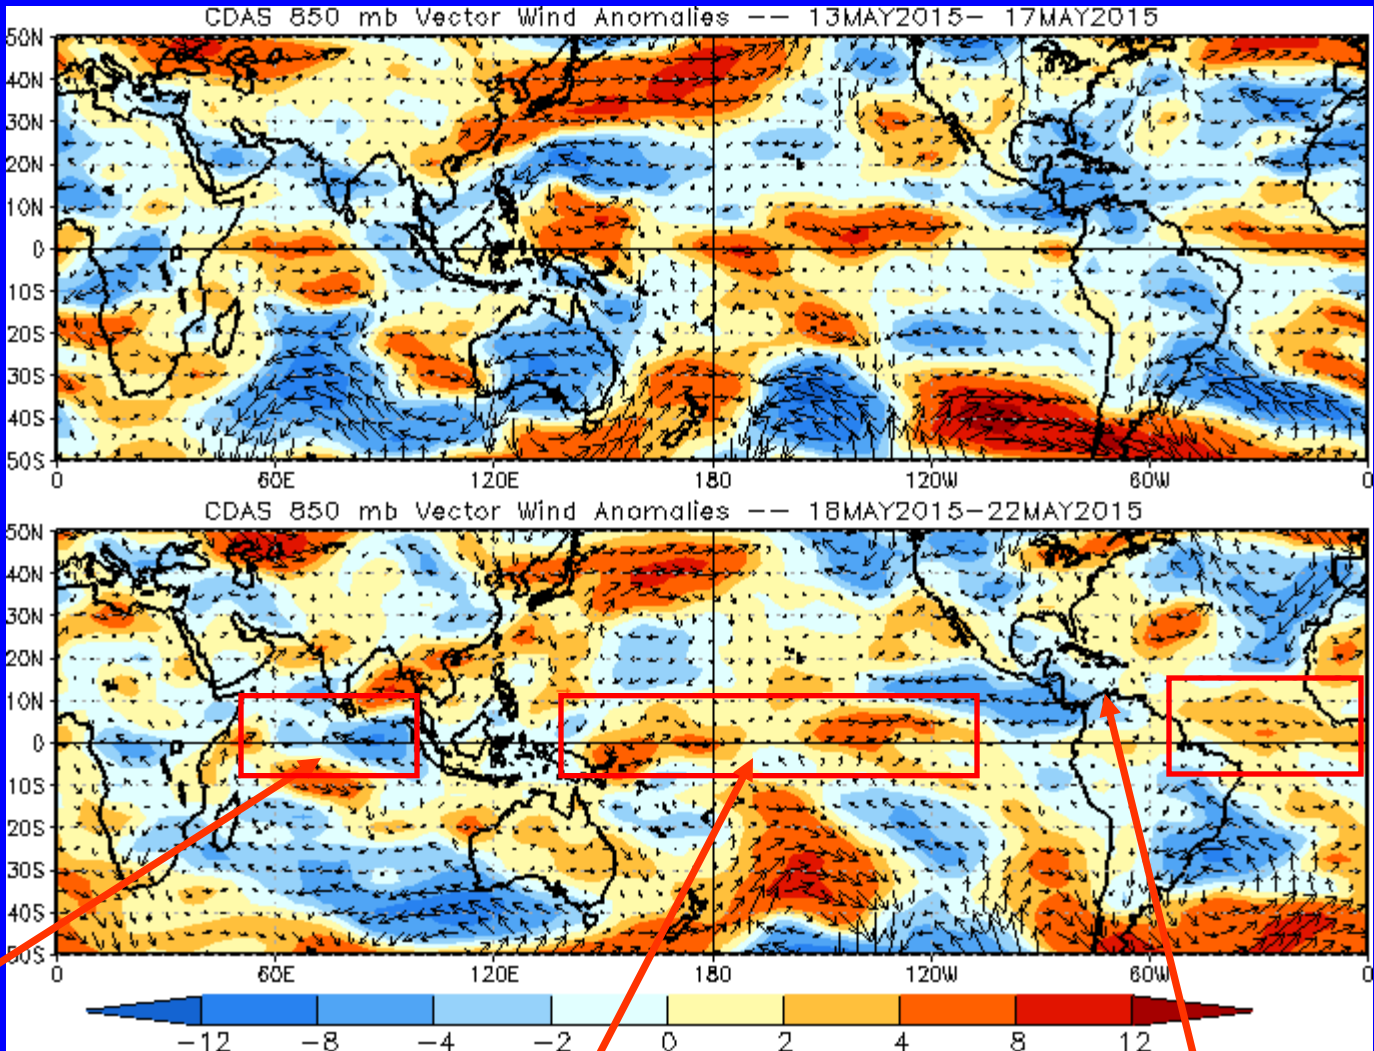 CDAS 850 mb Vector Wind Anomalies -- 13MAY2015- 17MAY2015
50N
40N
30N
20N
10N
0
10S
20S
30S
40S
50S
0 60E 120E 180 120W 60W 0
CDAS 850 mb Vector Wind Anomalies -- 18MAY2015-22MAY2015
50N
40N
30N
20N
10N
0
10S
20S
30S
40S
50S
0 60E 120E 180 120W 60W 0
-12 -8 -4 -2 0 2 4 8 12